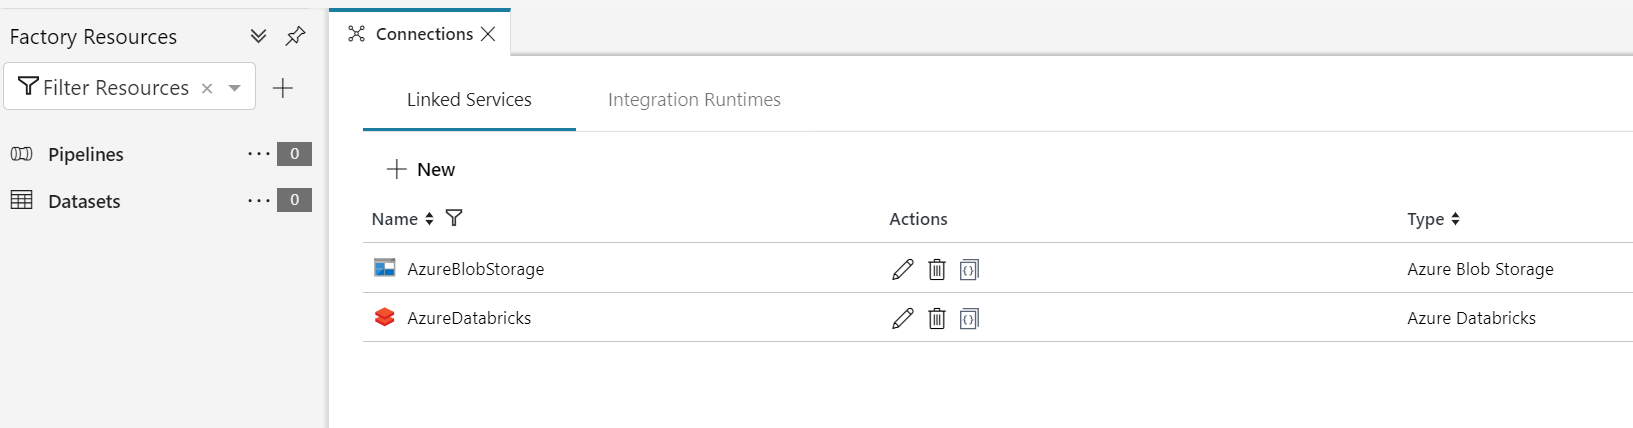 Factory Resources
Connections
Filter Resources
Linked Services
Integration Runtimes
Pipelines
0
New
Datasets
0
Name
Actions
Type
AzureBlobStorage
Azure Blob Storage
AzureDatabricks
Azure Databricks